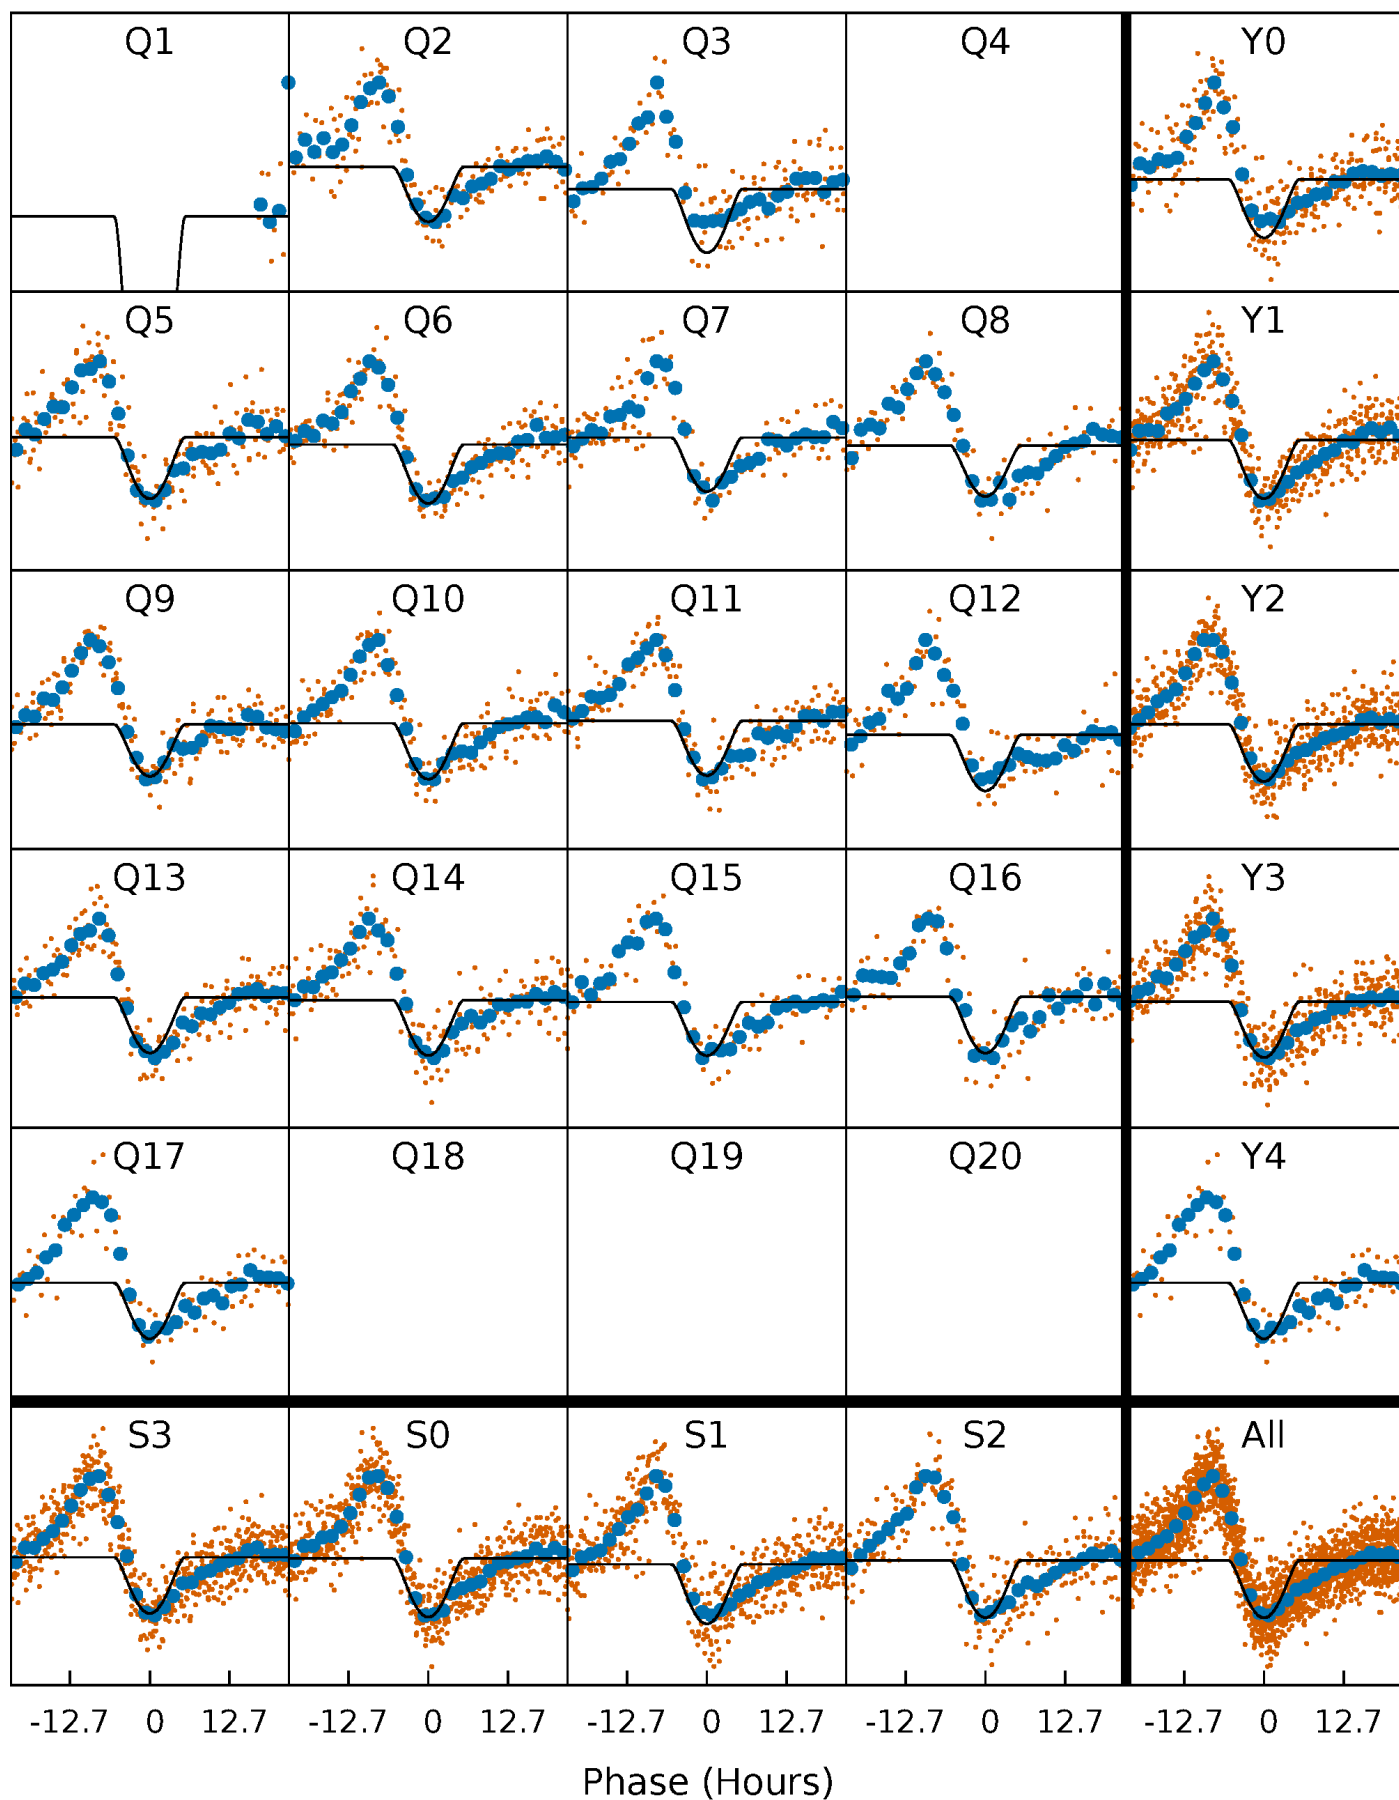 Q1 Q2 Q3 Q4 Y0
Q5 Q6 Q7 Q8 Y1
Q9 Q10 Q11 Q12 Y2
Q13 Q14 Q15 Q16 Y3
Q17 Q18 Q19 Q20 Y4
S3 S0 S1 S2 All
-12.7 0 12.7 -12.7 0 12.7 -12.7 0 12.7 -12.7 0 12.7 -12.7 0 12.7
Phase (Hours)